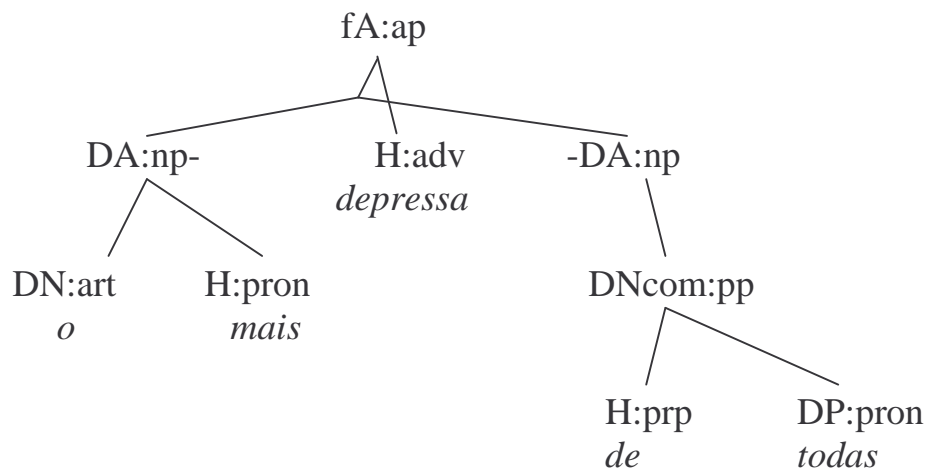 fA:ap
DA:np- H:adv -DA:np
depressa
DN:art H:pron DNcom:pp
o mais
H:prp DP:pron
de todas